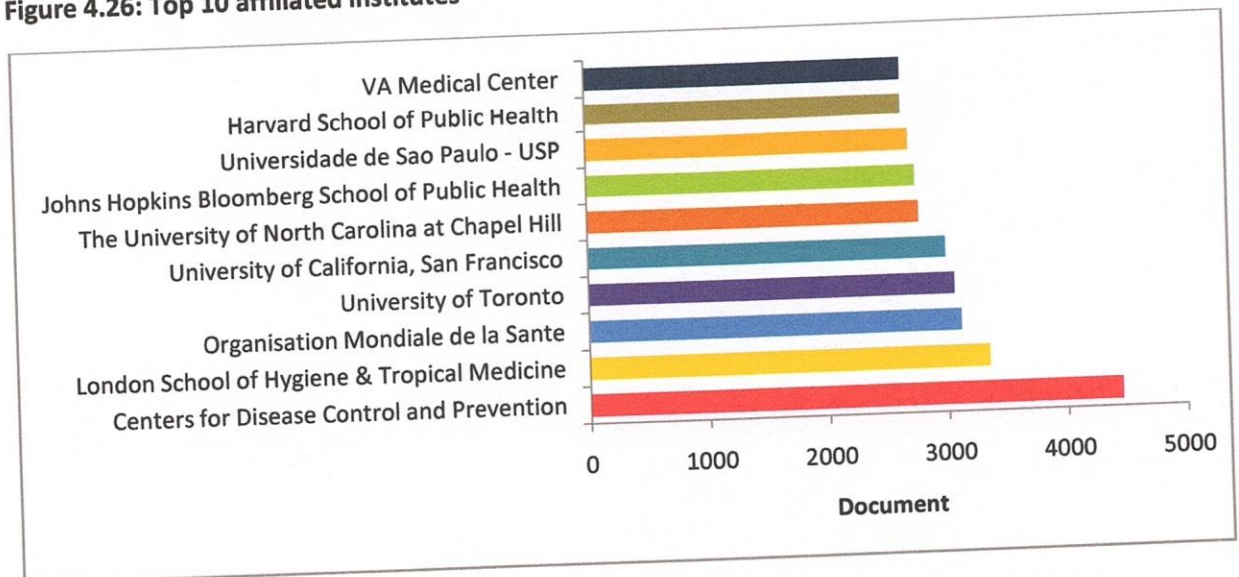 Figure 4.26: Top 10 affiliated institutes
VA Medical Center
Harvard School of Public Health
Universidade de Sao Paulo - USP
Johns Hopkins Bloomberg School of Public Health
The University of North Carolina at Chapel Hill
University of California, San Francisco
University of Toronto
Organisation Mondiale de la Sante
London School of Hygiene & Tropical Medicine
Centers for Disease Control and Prevention
0 1000 2000 3000 4000 5000
Document